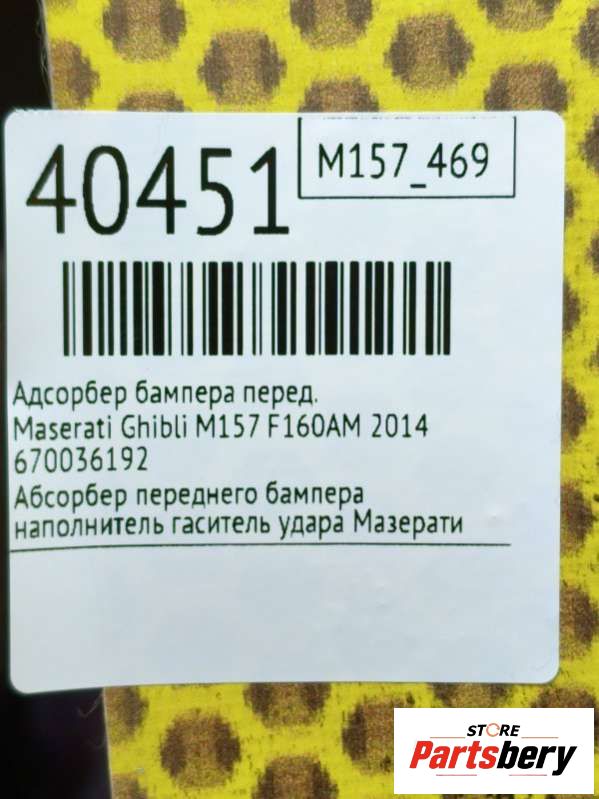 40451
M157_469
Адсорбер бампера перед.
Maserati Ghibli M157 F160AM 2014
670036192
Абсорбер переднего бампера
наполнитель гаситель удара Мазерати
STORE
Partsbery